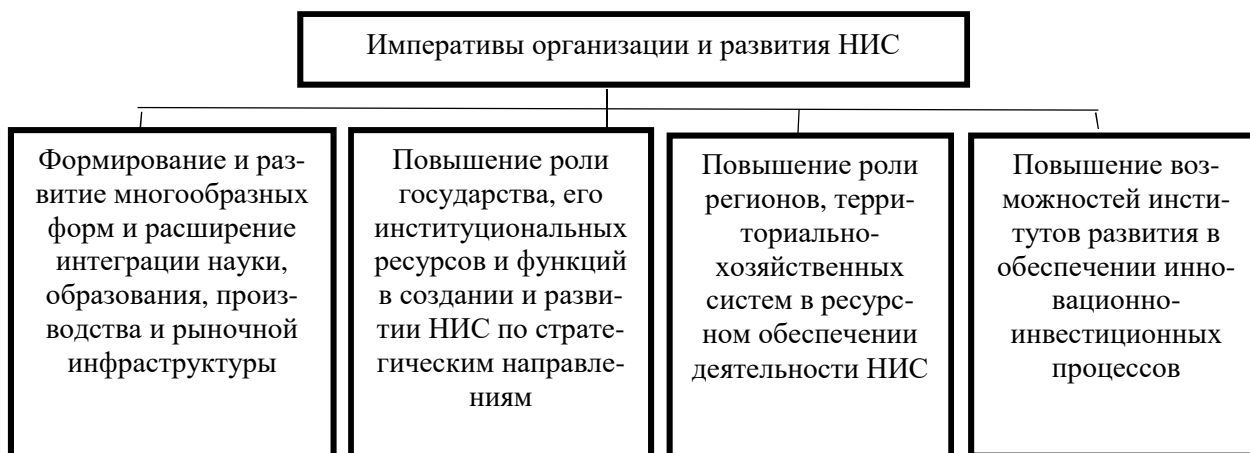 Императивы организации и развития НИС
Формирование и раз-
витие многообразных
форм и расширение
интеграции науки,
образования, произ-
водства и рыночной
инфраструктуры
Повышение роли
государства, его
институциональных
ресурсов и функций
в создании и разви-
тии НИС по страте-
гическим направле-
ниям
Повышение роли
регионов, терри-
ториально-
хозяйственных
систем в ресурс-
ном обеспечении
деятельности НИС
Повышение воз-
можностей инсти-
тутов развития в
обеспечении инно-
вационно-
инвестиционных
процессов